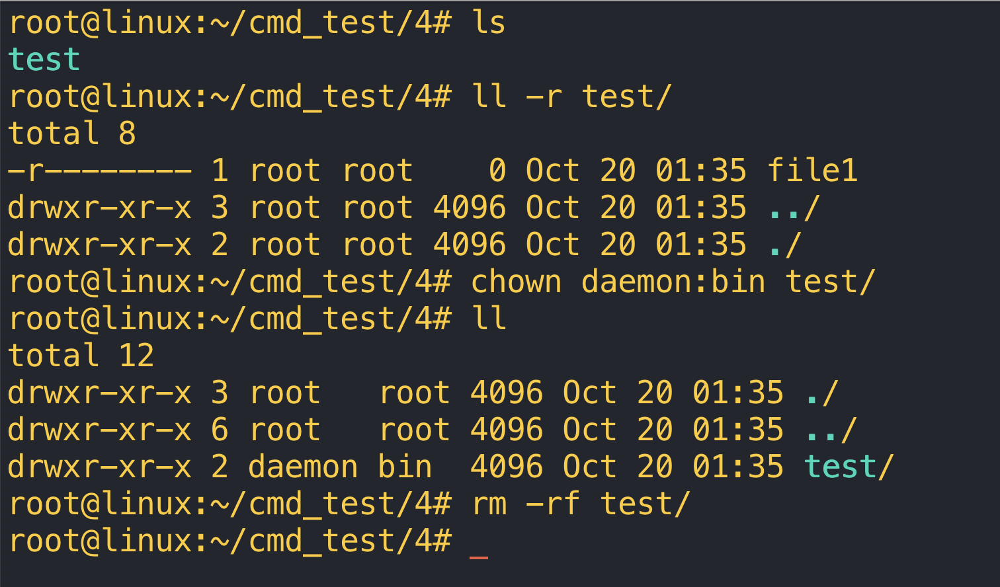 root@linux:~/cmd_test/4# ls
test
root@linux:~/cmd_test/4# ll -r test/
total 8
-r-------- 1 root root    0 Oct 20 01:35 file1
drwxr-xr-x 3 root root 4096 Oct 20 01:35 ../
drwxr-xr-x 2 root root 4096 Oct 20 01:35 ./
root@linux:~/cmd_test/4# chown daemon:bin test/
root@linux:~/cmd_test/4# ll
total 12
drwxr-xr-x 3 root   root 4096 Oct 20 01:35 ./
drwxr-xr-x 6 root   root 4096 Oct 20 01:35 ../
drwxr-xr-x 2 daemon bin  4096 Oct 20 01:35 test/
root@linux:~/cmd_test/4# rm -rf test/
root@linux:~/cmd_test/4# _